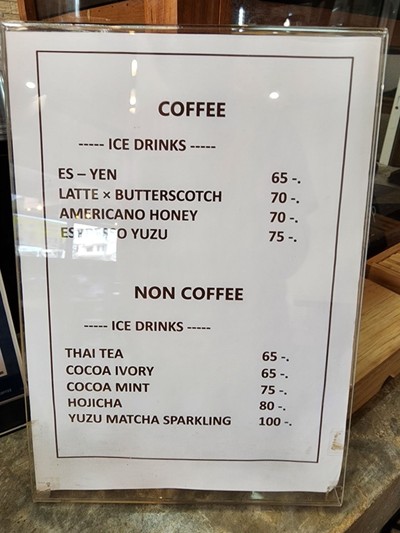 COFFEE
----- ICE DRINKS -----
ES – YEN 65 -.
LATTE × BUTTERSCOTCH 70 -.
AMERICANO HONEY 70 -.
ESPRESSO YUZU 75 -.
NON COFFEE
----- ICE DRINKS -----
THAI TEA 65 -.
COCOA IVORY 65 -.
COCOA MINT 75 -.
HOJICHA 80 -.
YUZU MATCHA SPARKLING 100 -.